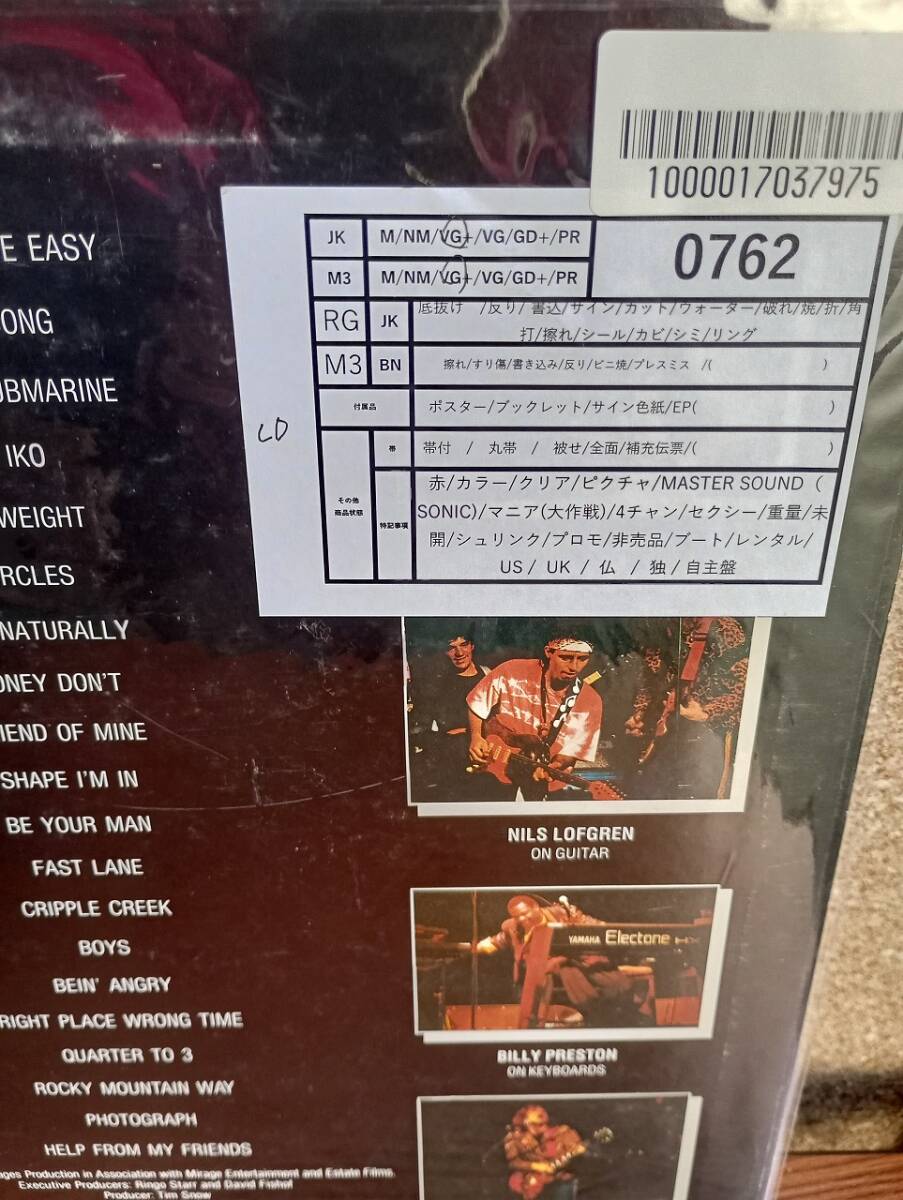 1000017037975
JK M/NM/VG+/VG/GD+/PR 0762
M3 M/NM/VG+/VG/GD+/PR
RG JK 底抜け /反り/ 書込/サイン/カット/ウォーター/破れ/焼/折/角
打/擦れ/シール/カビ/シミ/リング
M3 BN 擦れ/すり傷/書き込み/反り/ビニ焼/プレスミス /( )
付属品 ポスター/ブックレット/サイン色紙/EP( )
LD
その他
商品状態
帯 帯付 / 丸帯 / 被せ/全面/補充伝票/( )
特記事項
赤/カラー/クリア/ピクチャ/MASTER SOUND (
SONIC)/マニア(大作戦)/4チャン/セクシー/重量/未
開/シュリンク/プロモ/非売品/ブート/レンタル/
US / UK / 仏 / 独 / 自主盤
E EASY
ONG
UBMARINE
IKO
WEIGHT
RCLES
NATURALLY
ONEY DON'T
IEND OF MINE
SHAPE I'M IN
BE YOUR MAN
FAST LANE
CRIPPLE CREEK
BOYS
BEIN' ANGRY
RIGHT PLACE WRONG TIME
QUARTER TO 3
ROCKY MOUNTAIN WAY
PHOTOGRAPH
HELP FROM MY FRIENDS
NILS LOFGREN
ON GUITAR
YAMAHA Electone HX
BILLY PRESTON
ON KEYBOARDS
ges Production in Association with Mirage Entertainment and Estate Films.
Executive Producers: Ringo Starr and David Fishof
Producer: Tim Snow